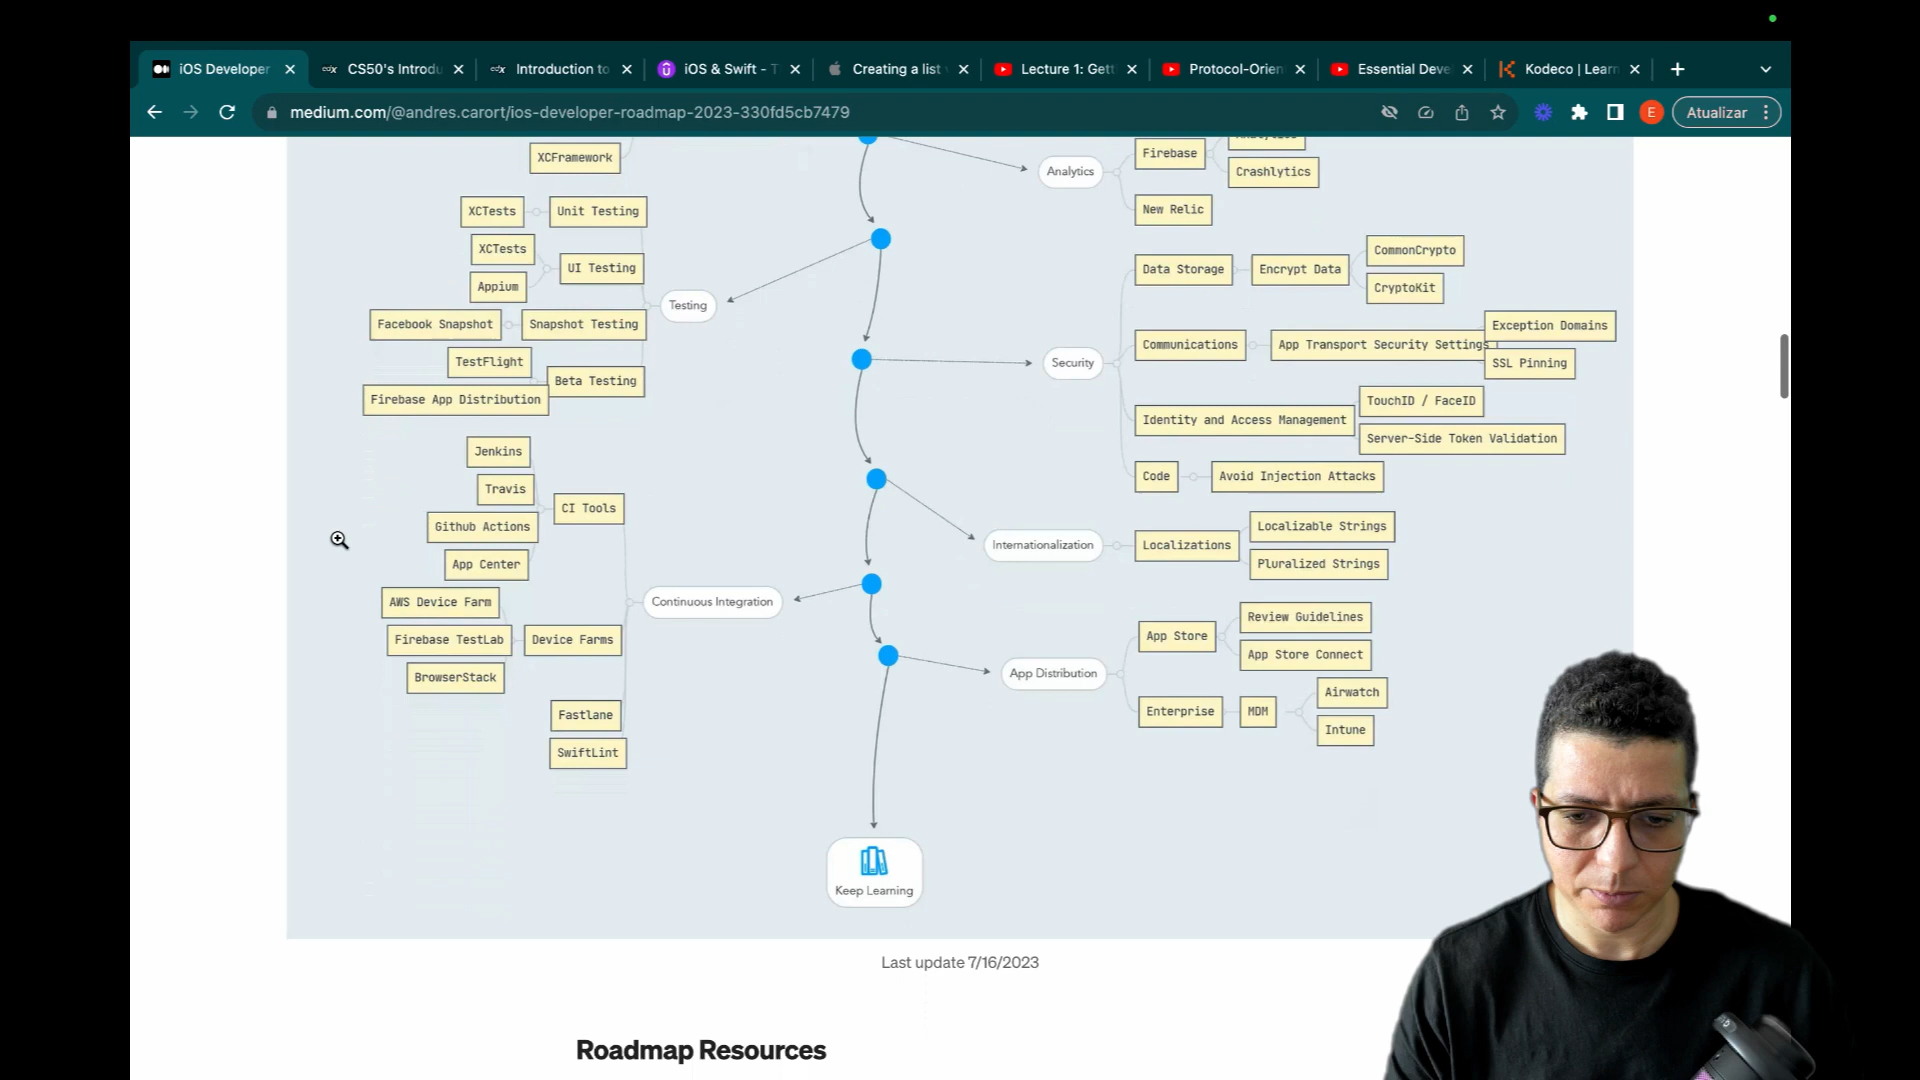 iOS Developer
CS50's Introdu
Introduction to
iOS & Swift - T
Creating a list
Lecture 1: Gett
Protocol-Orien
Essential Deve
Kodeco | Learn
medium.com/@andres.carort/ios-developer-roadmap-2023-330fd5cb7479
E
Atualizar
XCFramework
Analytics
Firebase
Crashlytics
New Relic
XCTests
Unit Testing
XCTests
UI Testing
Appium
Testing
Facebook Snapshot
Snapshot Testing
TestFlight
Beta Testing
Firebase App Distribution
Data Storage
Encrypt Data
CommonCrypto
CryptoKit
Security
Communications
App Transport Security Settings
Exception Domains
SSL Pinning
Identity and Access Management
TouchID / FaceID
Server-Side Token Validation
Code
Avoid Injection Attacks
Jenkins
Travis
CI Tools
Github Actions
App Center
AWS Device Farm
Continuous Integration
Firebase TestLab
Device Farms
BrowserStack
Fastlane
SwiftLint
Internationalization
Localizations
Localizable Strings
Pluralized Strings
App Distribution
App Store
Review Guidelines
App Store Connect
Enterprise
MDM
Airwatch
Intune
Keep Learning
Last update 7/16/2023
Roadmap Resources